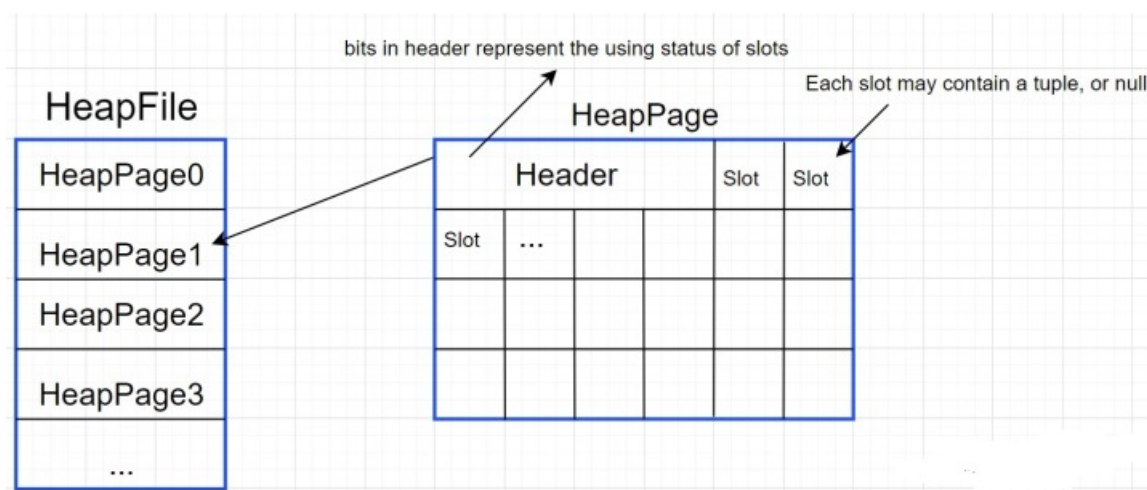 bits in header represent the using status of slots
Each slot may contain a tuple, or null
HeapFile
HeapPage
HeapPage0
HeapPage1
HeapPage2
HeapPage3
...
Header
Slot
Slot
Slot
...